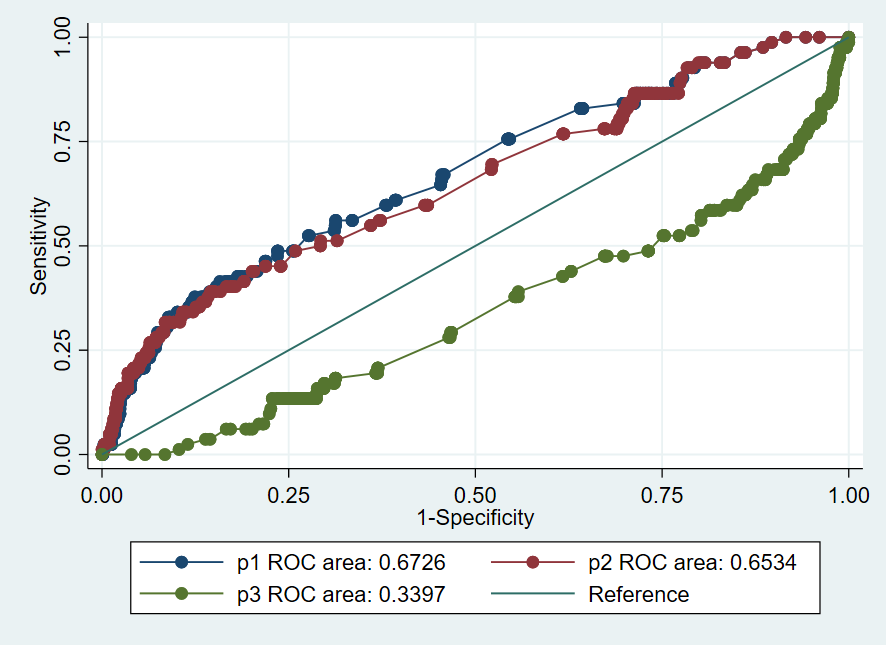 1.00
0.75
0.50
0.25
0.00
Sensitivity
0.00 0.25 0.50 0.75 1.00
1-Specificity
p1 ROC area: 0.6726 p2 ROC area: 0.6534
p3 ROC area: 0.3397 Reference